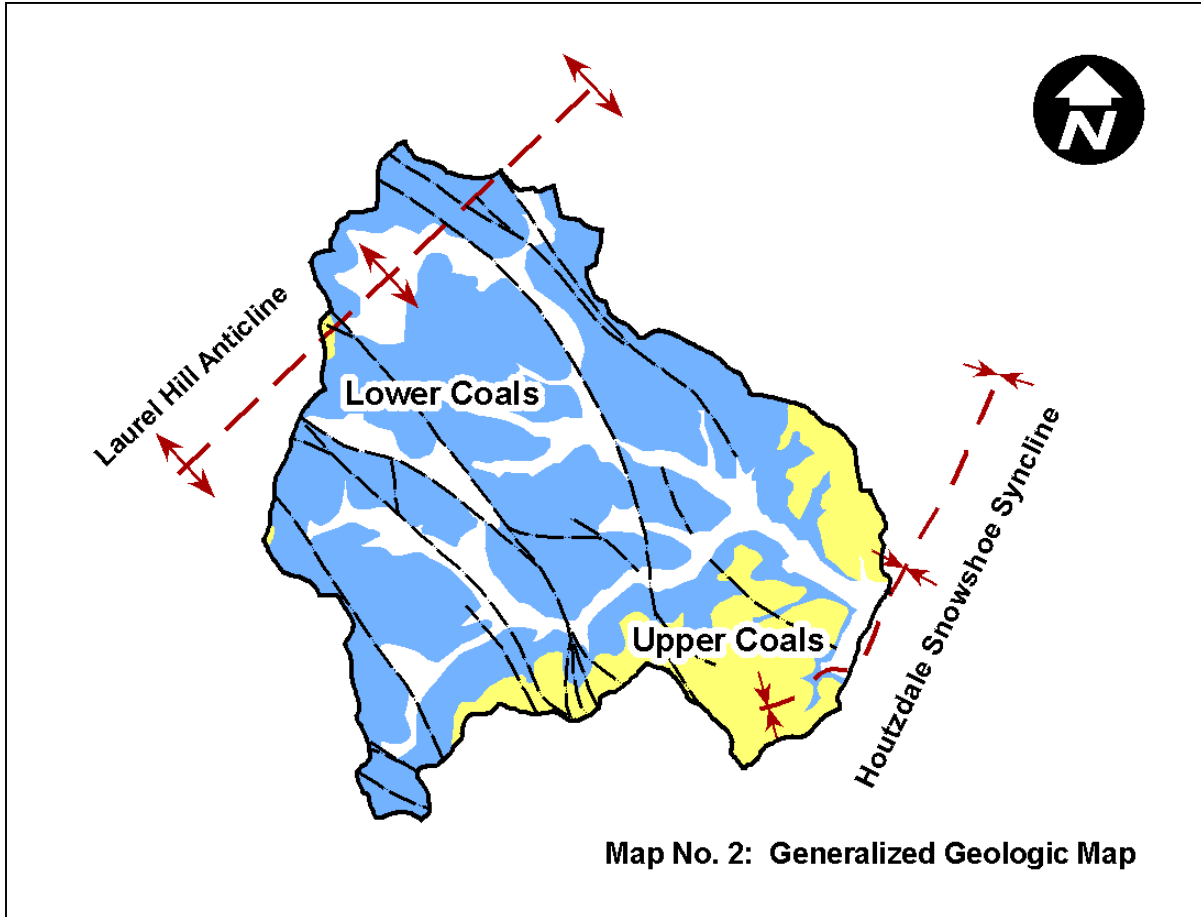 N
Laurel Hill Anticline
Lower Coals
Upper Coals
Houtzdale Snowshoe Syncline
Map No. 2: Generalized Geologic Map